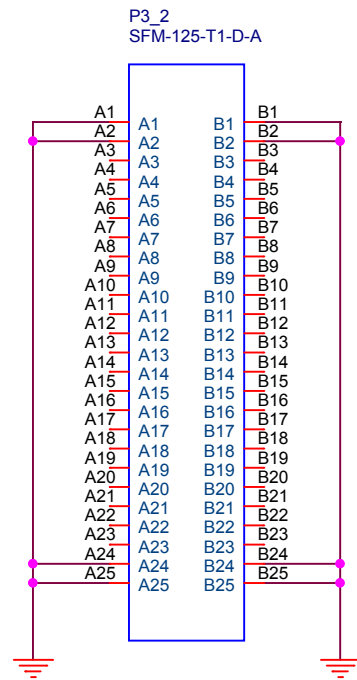 P3_2
SFM-125-T1-D-A
A1 A1 B1 B1
A2 A2 B2 B2
A3 A3 B3 B3
A4 A4 B4 B4
A5 A5 B5 B5
A6 A6 B6 B6
A7 A7 B7 B7
A8 A8 B8 B8
A9 A9 B9 B9
A10 A10 B10 B10
A11 A11 B11 B11
A12 A12 B12 B12
A13 A13 B13 B13
A14 A14 B14 B14
A15 A15 B15 B15
A16 A16 B16 B16
A17 A17 B17 B17
A18 A18 B18 B18
A19 A19 B19 B19
A20 A20 B20 B20
A21 A21 B21 B21
A22 A22 B22 B22
A23 A23 B23 B23
A24 A24 B24 B24
A25 A25 B25 B25